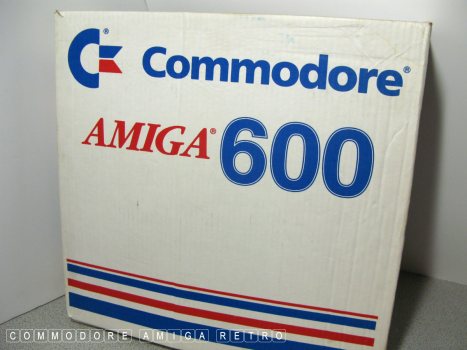 Commodore®
AMIGA® 600
COMMODORE AMIGA RETRO